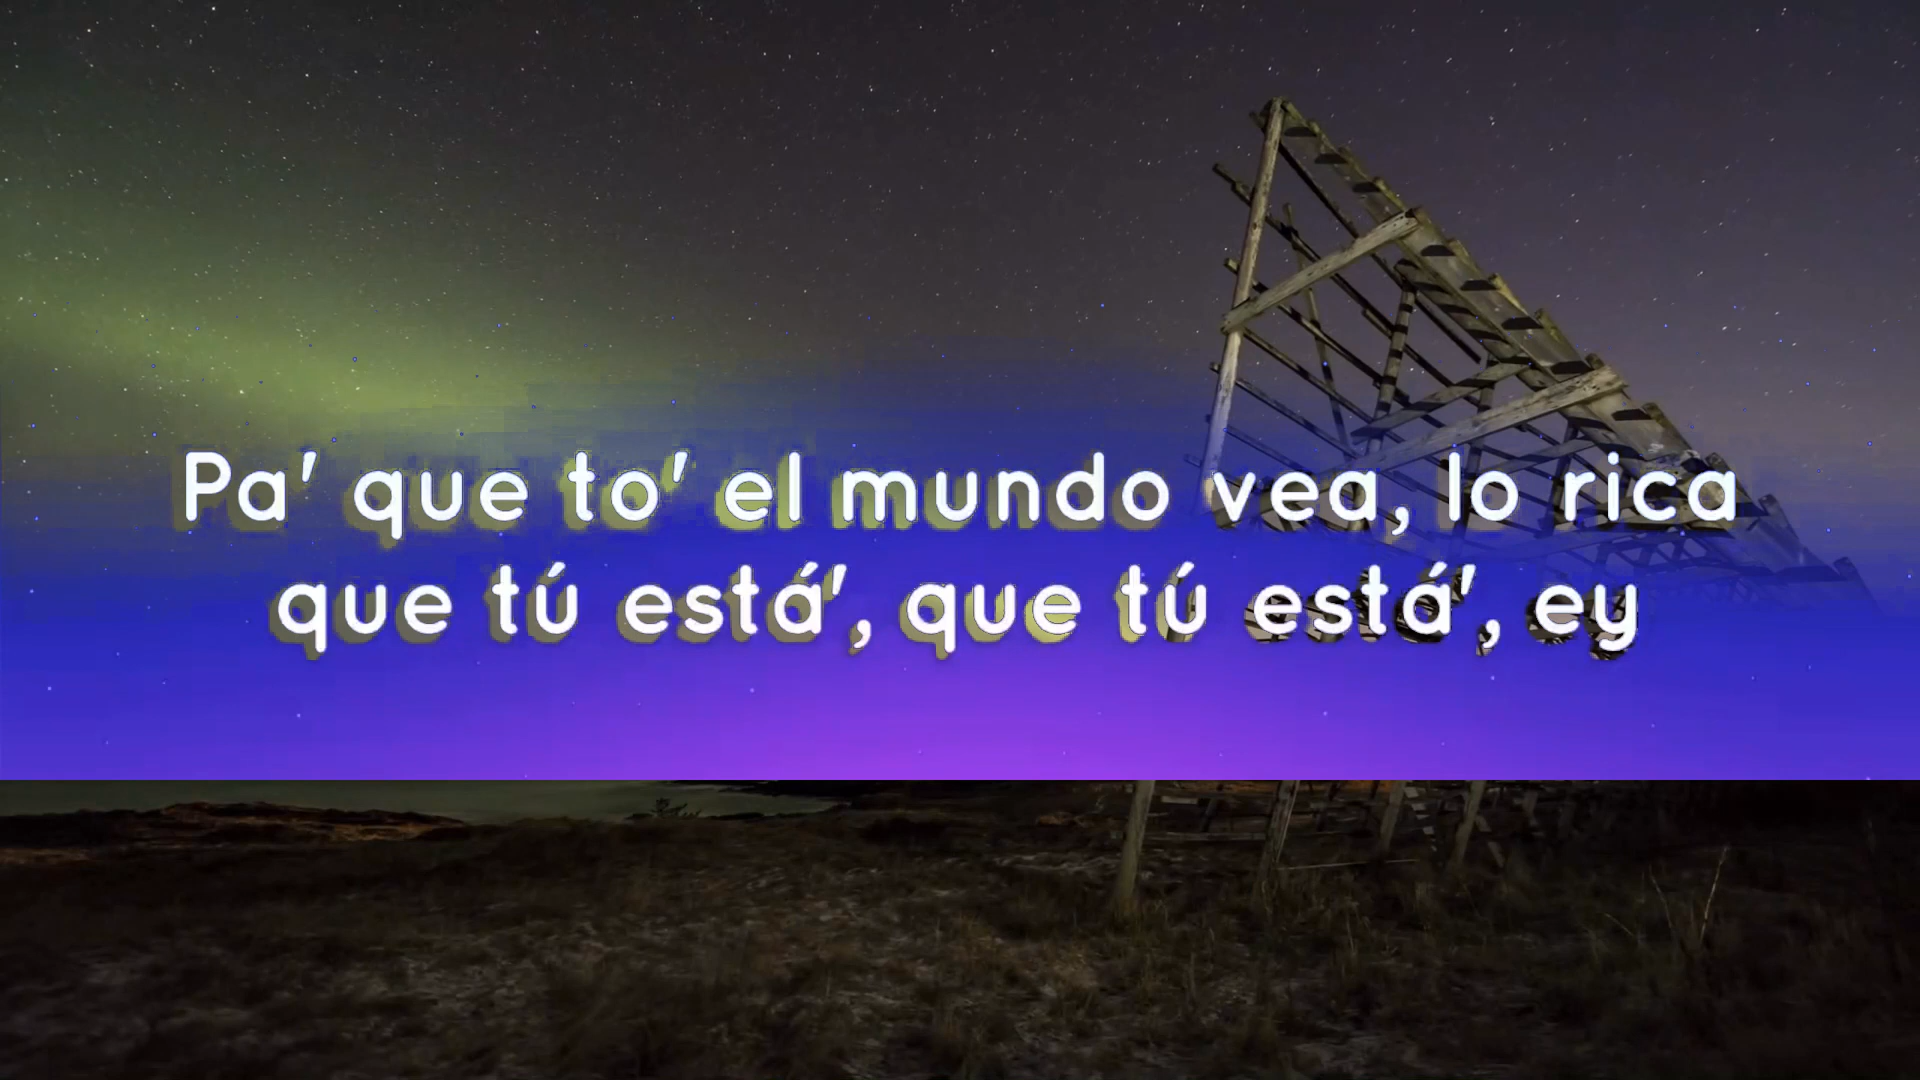 Pa' que to' el mundo vea, lo rica
que tú está', que tú está', ey